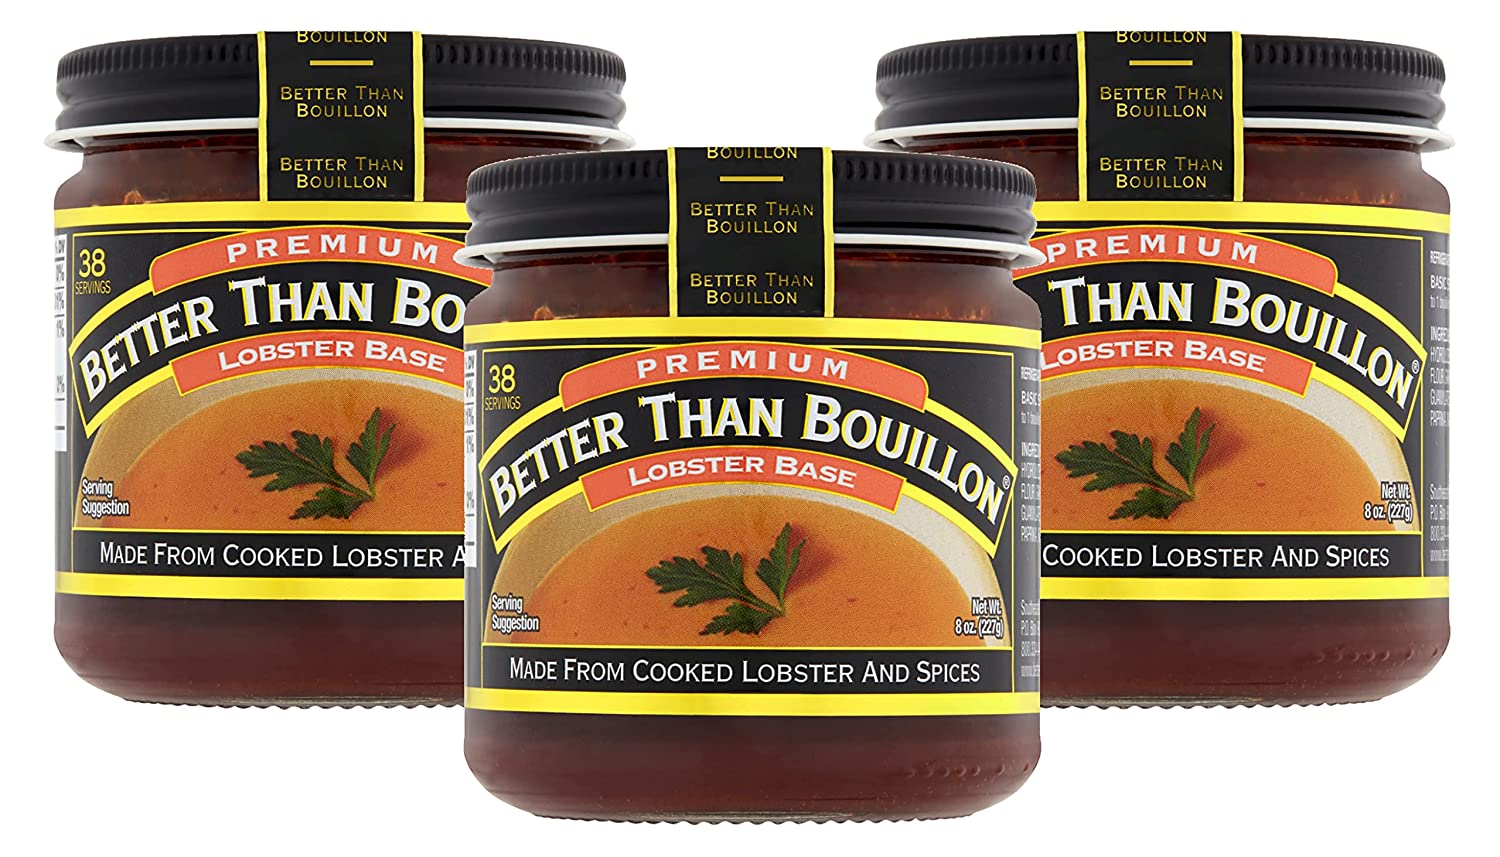 BOUILLON
BETTER THAN
BOUILLON
BETTER THAN
BOUILLON
38
SERVINGS
PREMIUM
BETTER THAN BO
LOBSTER BASE
Serving
Suggestion
MADE FROM COOKED LOBSTER A
BOUILLON
BETTER THAN
BOUILLON
BETTER THAN
BOUILLON
38
SERVINGS
PREMIUM
BETTER THAN BOUILLON®
LOBSTER BASE
Serving
Suggestion
Net Wt.
8 oz. (227g)
MADE FROM COOKED LOBSTER AND SPICES
BOUILLON
BETTER THAN
BOUILLON
BETTER THAN
BOUILLON
PREMIUM
THAN BOUILLON®
LOBSTER BASE
Net Wt.
8 oz. (227g)
COOKED LOBSTER AND SPICES